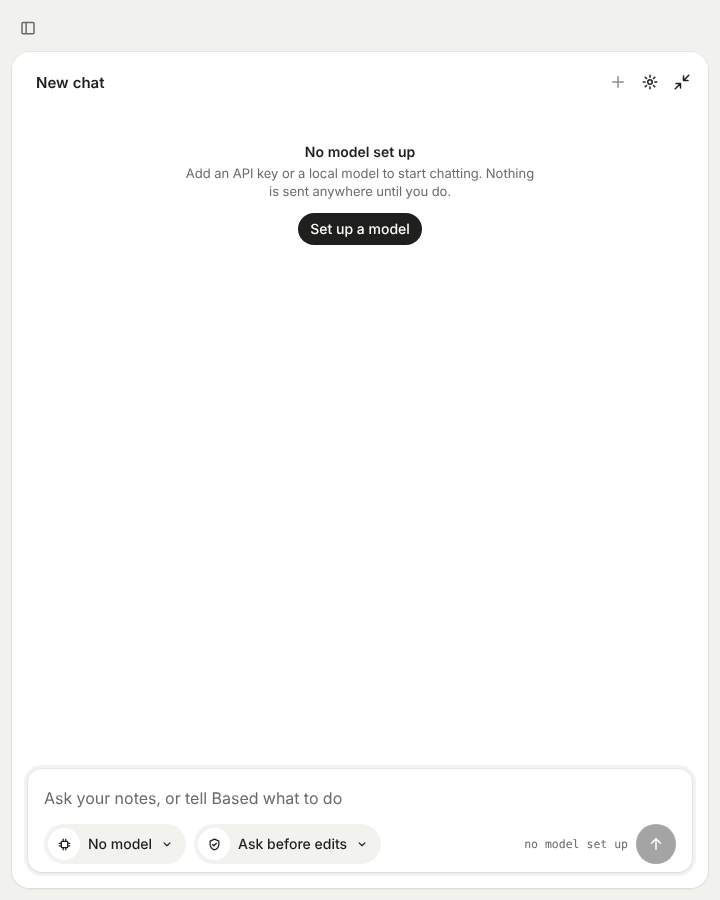 New chat
No model set up
Add an API key or a local model to start chatting. Nothing
is sent anywhere until you do.
Set up a model
Ask your notes, or tell Based what to do
No model
Ask before edits
no model set up